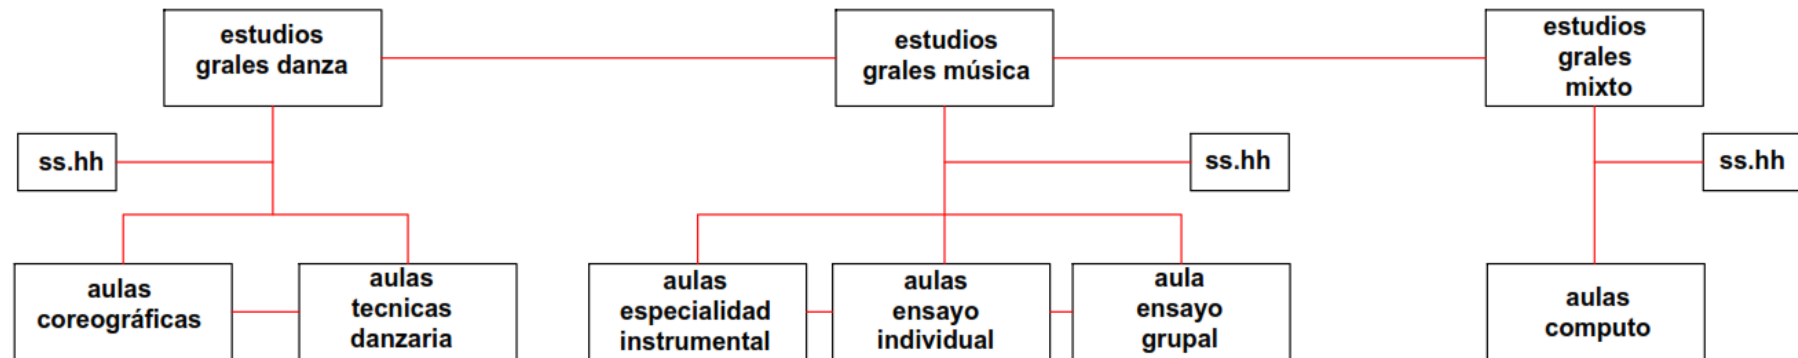 estudios
grales danza
estudios
grales música
estudios
grales
mixto
ss.hh
ss.hh
ss.hh
aulas
coreográficas
aulas
tecnicas
danzaria
aulas
especialidad
instrumental
aulas
ensayo
individual
aula
ensayo
grupal
aulas
computo